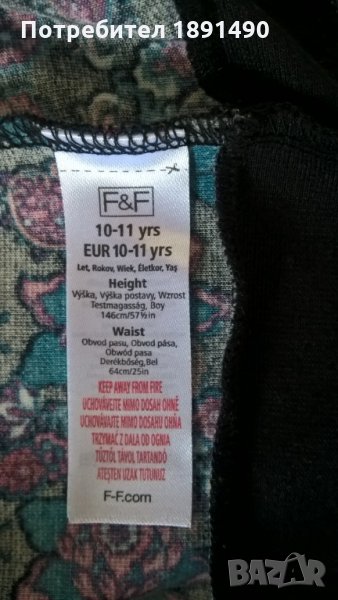 Потребител 1891490
F&F
10-11 yrs
EUR 10-11 yrs
Let, Rokov, Wiek, Életkor, Yaş
Height
Výška, Výška postavy, Wzrost
Testmagasság, Boy
146cm/57½in
Waist
Obvod pasu, Obvod pása,
Obwód pasa
Derékbőség,Bel
64cm/25in
KEEP AWAY FROM FIRE
UCHOVÁVEJTE MIMO DOSAH OHNĚ
UCHOVÁVAJTE MIMO DOSAHU OHŇA
TRZYMAĆ Z DALA OD OGNIA
TŰZTŐL TÁVOL TARTANDÓ
ATEŞTEN UZAK TUTUNUZ
F-F.com
BAZAR